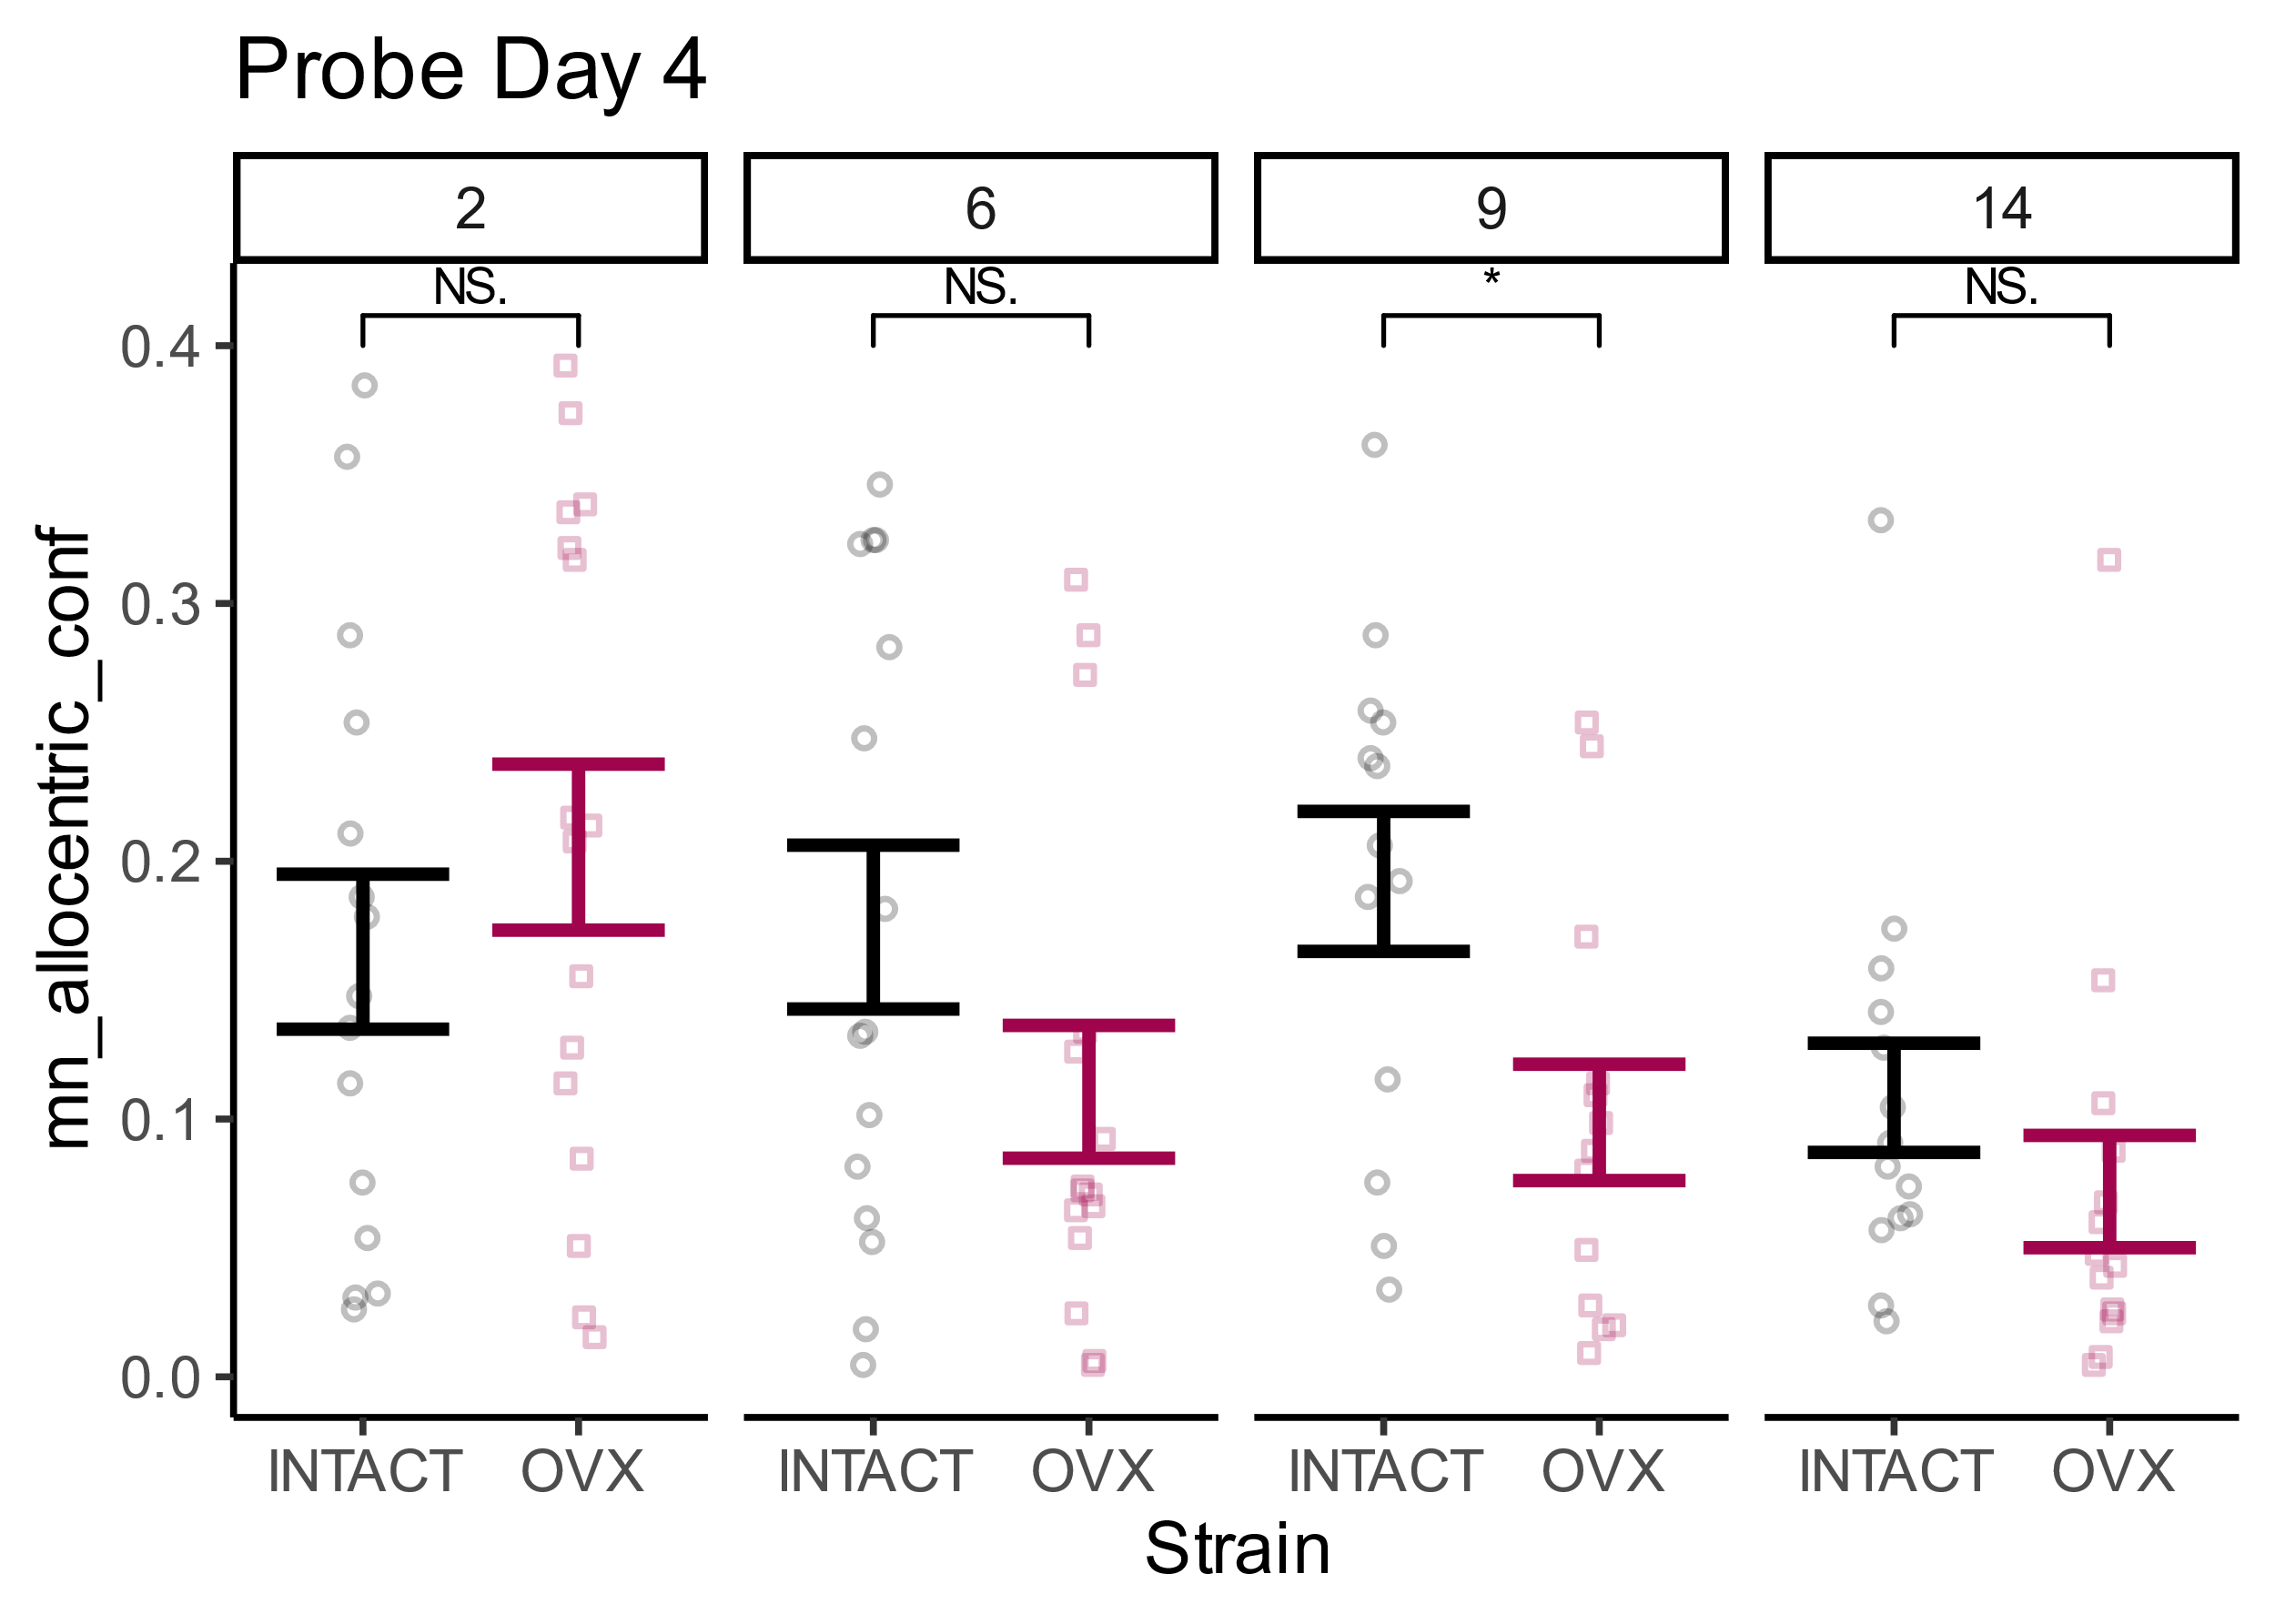 Probe Day 4
2
6
9
14
NS.
NS.
*
NS.
0.4
0.3
0.2
0.1
0.0
mn_allocentric_conf
INTACT OVX INTACT OVX INTACT OVX INTACT OVX
Strain